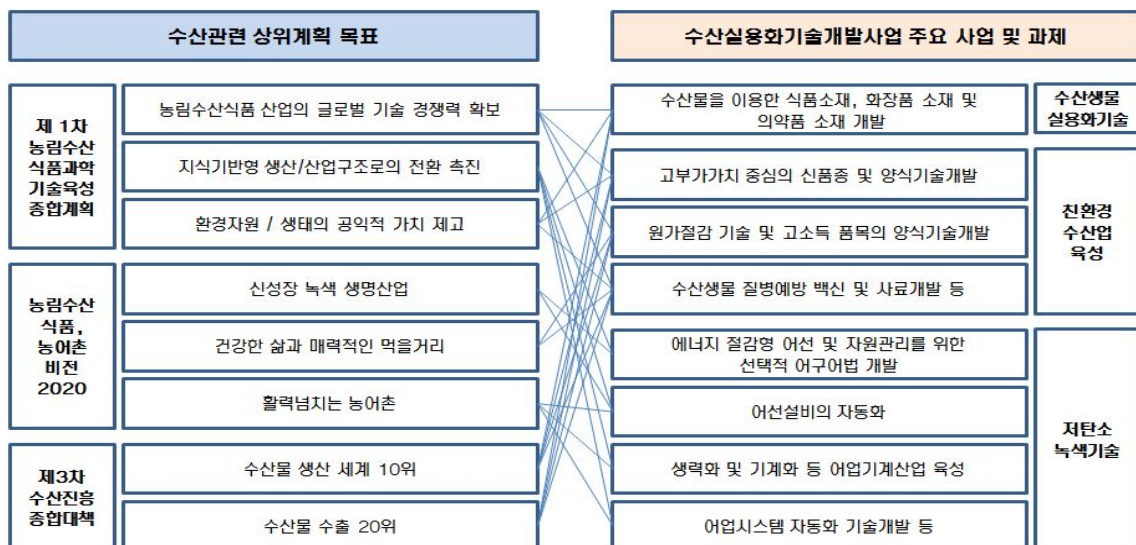 수산관련 상위계획 목표
제 1차
농림수산
식품과학
기술육성
종합계획
농림수산식품 산업의 글로벌 기술 경쟁력 확보
지식기반형 생산/산업구조로의 전환 촉진
환경자원 / 생태의 공익적 가치 제고
농림수산
식품,
농어촌
비전
2020
신성장 녹색 생명산업
건강한 삶과 매력적인 먹을거리
활력넘치는 농어촌
제3차
수산진흥
종합대책
수산물 생산 세계 10위
수산물 수출 20위
수산실용화기술개발사업 주요 사업 및 과제
수산물을 이용한 식품소재, 화장품 소재 및
의약품 소재 개발
수산생물
실용화기술
고부가가치 중심의 신품종 및 양식기술개발
원가절감 기술 및 고소득 품목의 양식기술개발
수산생물 질병예방 백신 및 사료개발 등
친환경
수산업
육성
에너지 절감형 어선 및 자원관리를 위한
선택적 어구어법 개발
어선설비의 자동화
생력화 및 기계화 등 어업기계산업 육성
어업시스템 자동화 기술개발 등
저탄소
녹색기술